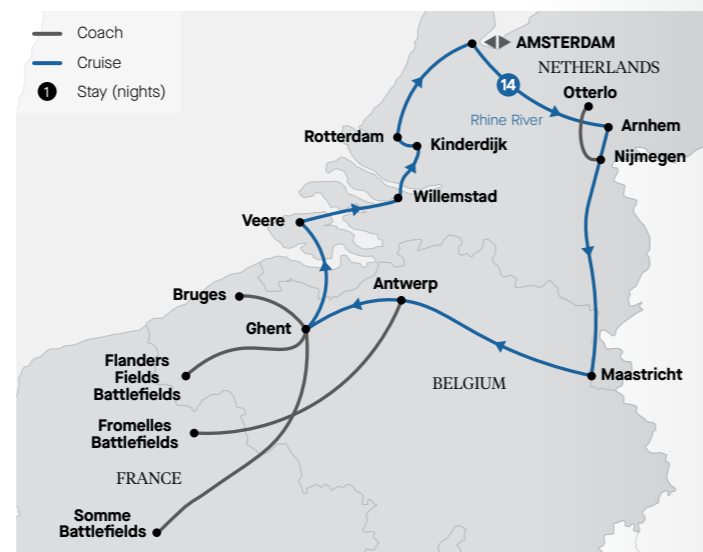 Coach
Cruise
1 Stay (nights)
AMSTERDAM
NETHERLANDS
14
Otterlo
Rhine River
Arnhem
Rotterdam
Kinderdijk
Nijmegen
Willemstad
Veere
Antwerp
Bruges
Ghent
Flanders
Fields
Battlefields
Maastricht
BELGIUM
Fromelles
Battlefields
FRANCE
Somme
Battlefields